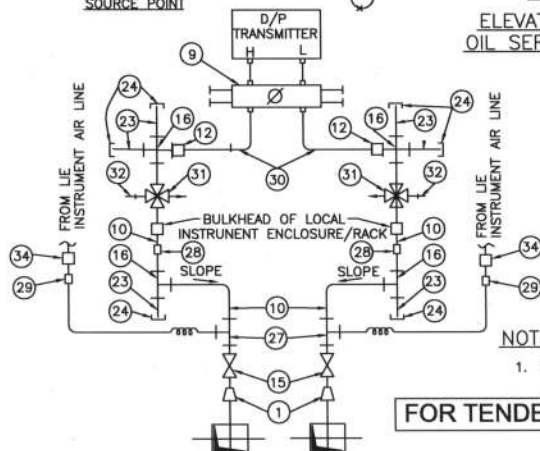 SOURCE POINT
D/P
TRANSMITTER
H L
ELEVAT
OIL SER
9
24
24
23
16
12
12
16
23
30
32
31
31
32
FROM LIE
INSTRUMENT AIR LINE
FROM LIE
INSTRUMENT AIR LINE
BULKHEAD OF LOCAL
INSTRUNENT ENCLOSURE/RACK
10
10
34
28
28
34
16
SLOPE
SLOPE
16
29
23
23
29
10
24
24
27
15
1
NOT
1.
FOR TENDE